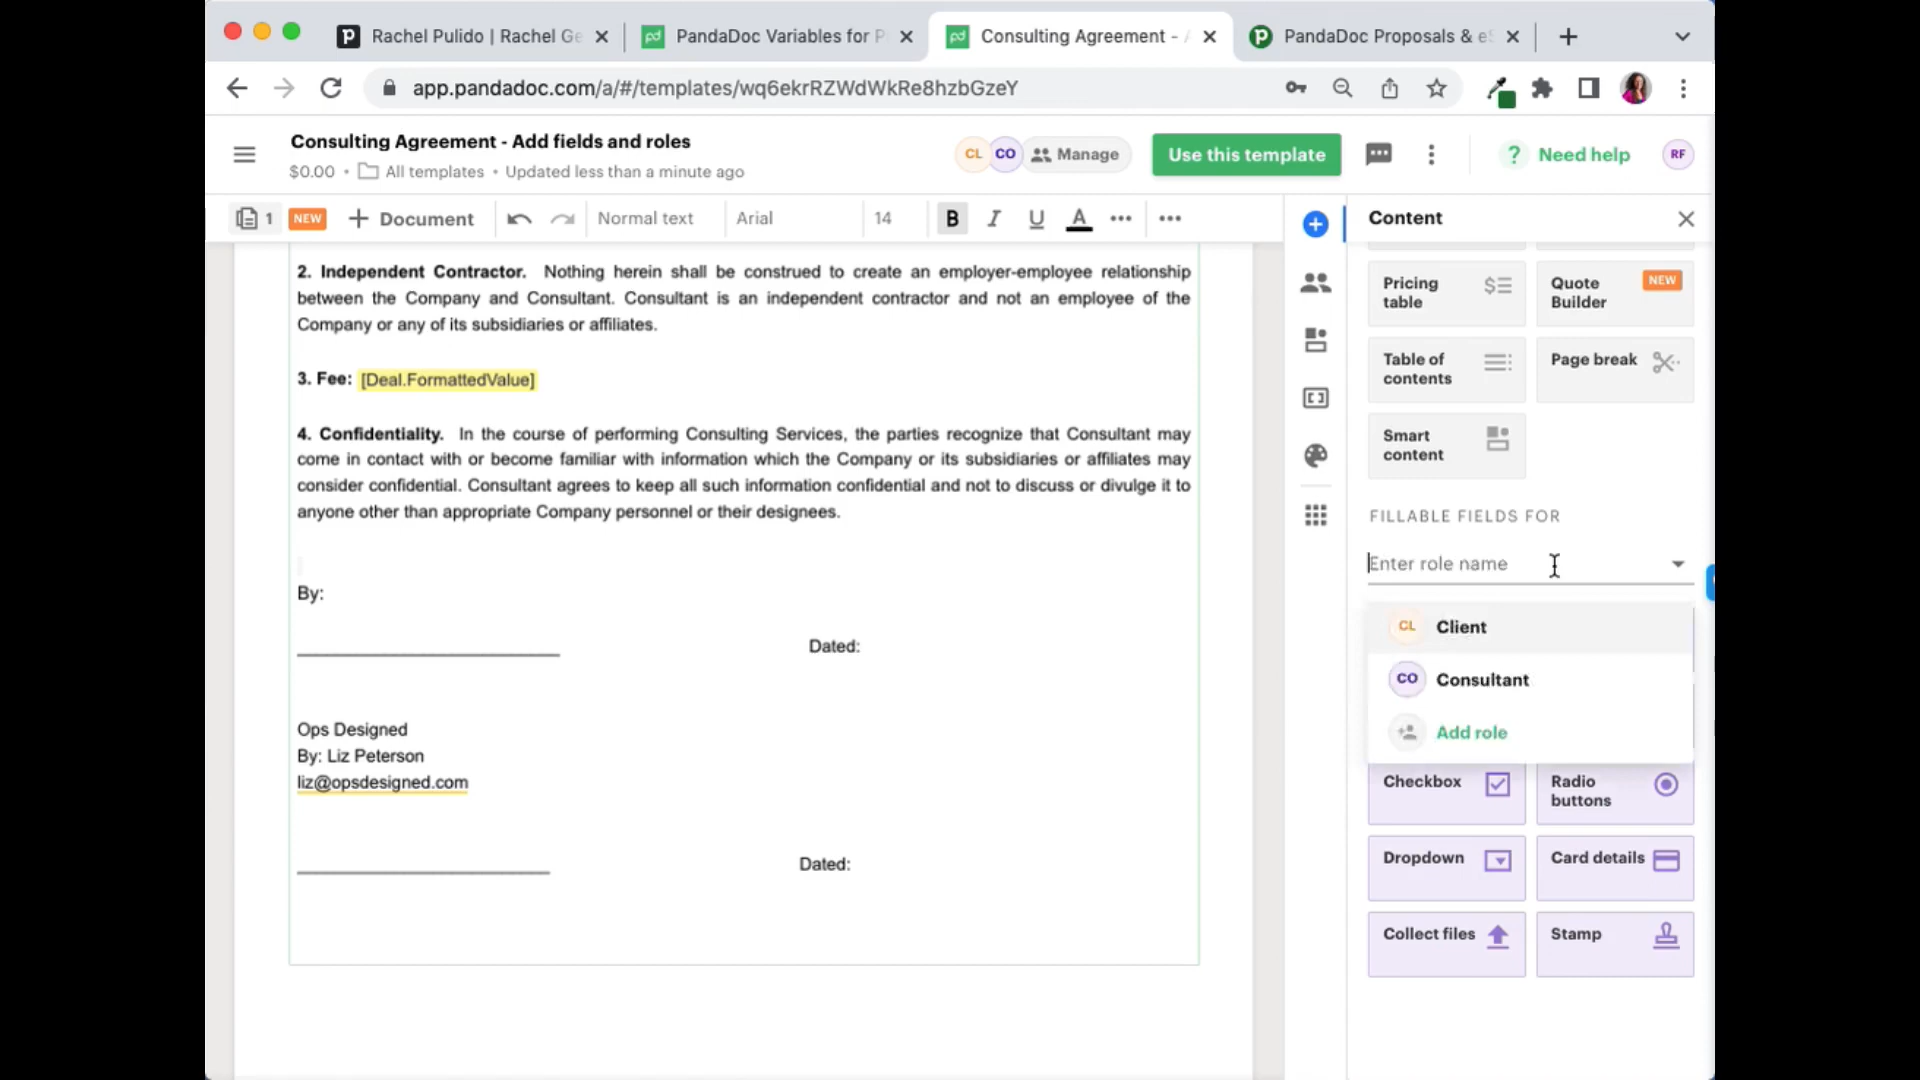 Rachel Pulido | Rachel Ge
PandaDoc Variables for P
Consulting Agreement -
PandaDoc Proposals & eS
app.pandadoc.com/a/#/templates/wq6ekrRZWdWkRe8hzbGzeY
Consulting Agreement - Add fields and roles
$0.00 • All templates • Updated less than a minute ago
CL CO Manage
Use this template
? Need help
RF
1 NEW + Document
Normal text
Arial
14
B I U A
Content
2. Independent Contractor. Nothing herein shall be construed to create an employer-employee relationship
between the Company and Consultant. Consultant is an independent contractor and not an employee of the
Company or any of its subsidiaries or affiliates.
3. Fee: [Deal.FormattedValue]
4. Confidentiality. In the course of performing Consulting Services, the parties recognize that Consultant may
come in contact with or become familiar with information which the Company or its subsidiaries or affiliates may
consider confidential. Consultant agrees to keep all such information confidential and not to discuss or divulge it to
anyone other than appropriate Company personnel or their designees.
By:
Dated:
Ops Designed
By: Liz Peterson
liz@opsdesigned.com
Dated:
Pricing
table
Quote
Builder
NEW
Table of
contents
Page break
Smart
content
FILLABLE FIELDS FOR
Enter role name
CL Client
CO Consultant
Add role
Checkbox
Radio
buttons
Dropdown
Card details
Collect files
Stamp